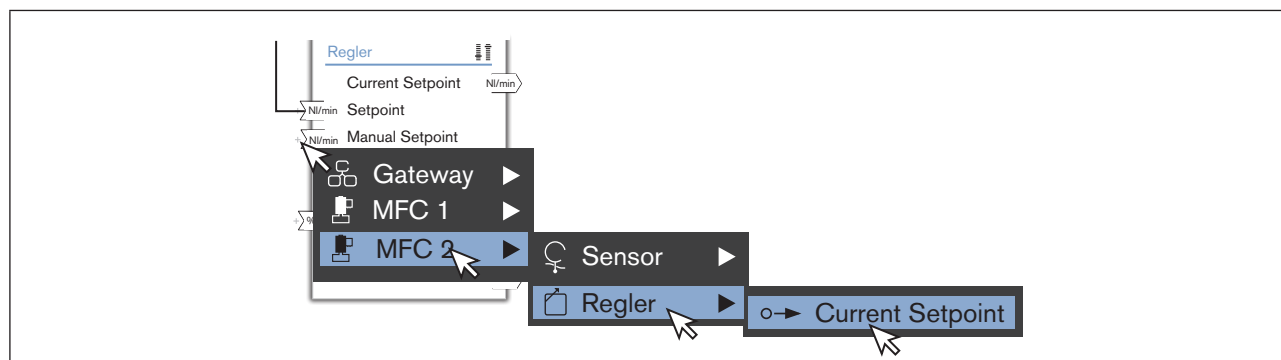 Regler
Current Setpoint Nl/min
Nl/min Setpoint
Nl/min Manual Setpoint
Gateway
MFC 1
%
MFC 2
Sensor
Regler
Current Setpoint